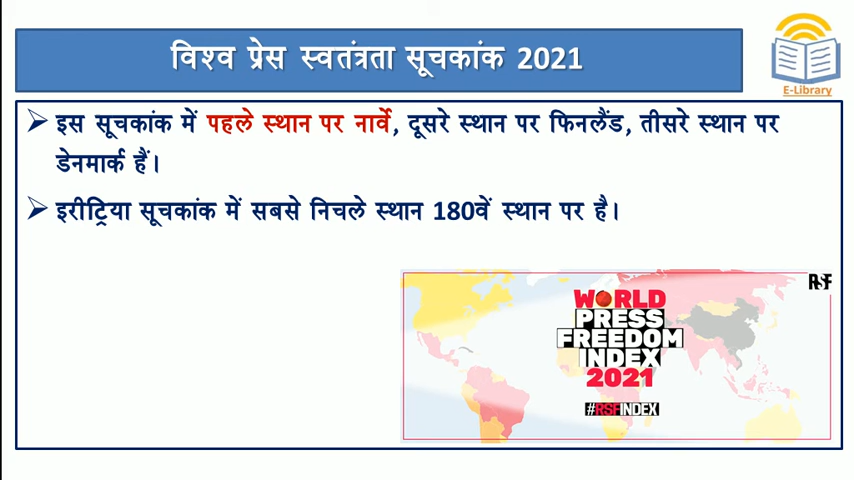 विश्व प्रेस स्वतंत्रता सूचकांक 2021
E-Library
इस सूचकांक में पहले स्थान पर नार्वे, दूसरे स्थान पर फिनलैंड, तीसरे स्थान पर
डेनमार्क हैं।
इरीट्रिया सूचकांक में सबसे निचले स्थान 180वें स्थान पर है।
RSF
WORLD
PRESS
FREEDOM
INDEX
2021
#RSFINDEX